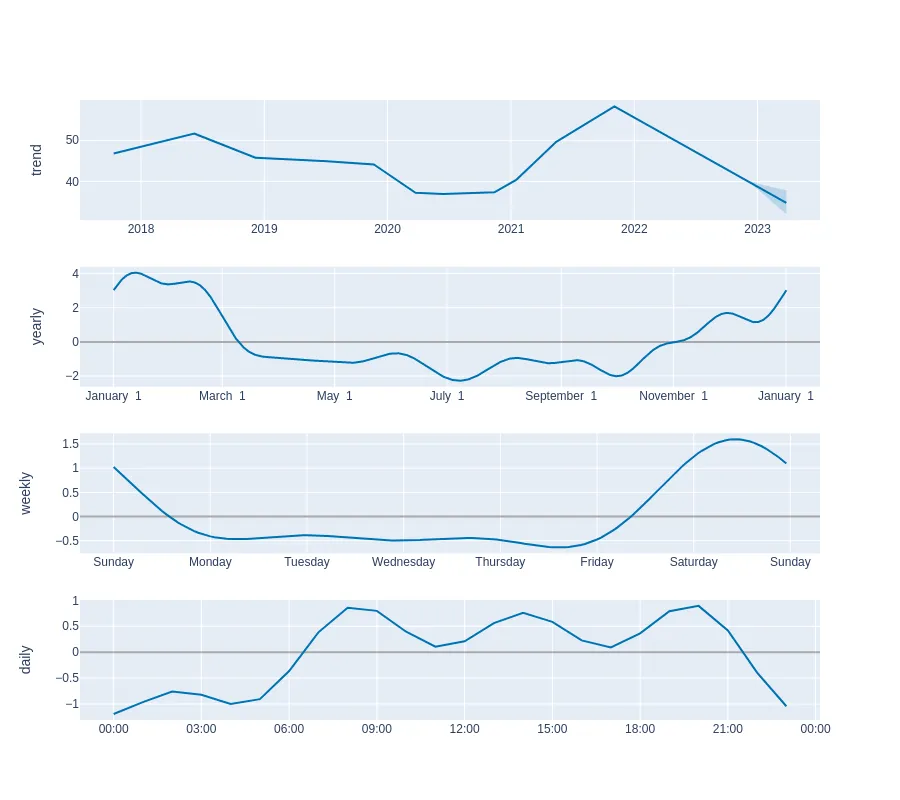 trend
50
40
2018 2019 2020 2021 2022 2023
yearly
4
2
0
−2
January 1 March 1 May 1 July 1 September 1 November 1 January 1
weekly
1.5
1
0.5
0
−0.5
Sunday Monday Tuesday Wednesday Thursday Friday Saturday Sunday
daily
1
0.5
0
−0.5
−1
00:00 03:00 06:00 09:00 12:00 15:00 18:00 21:00 00:00